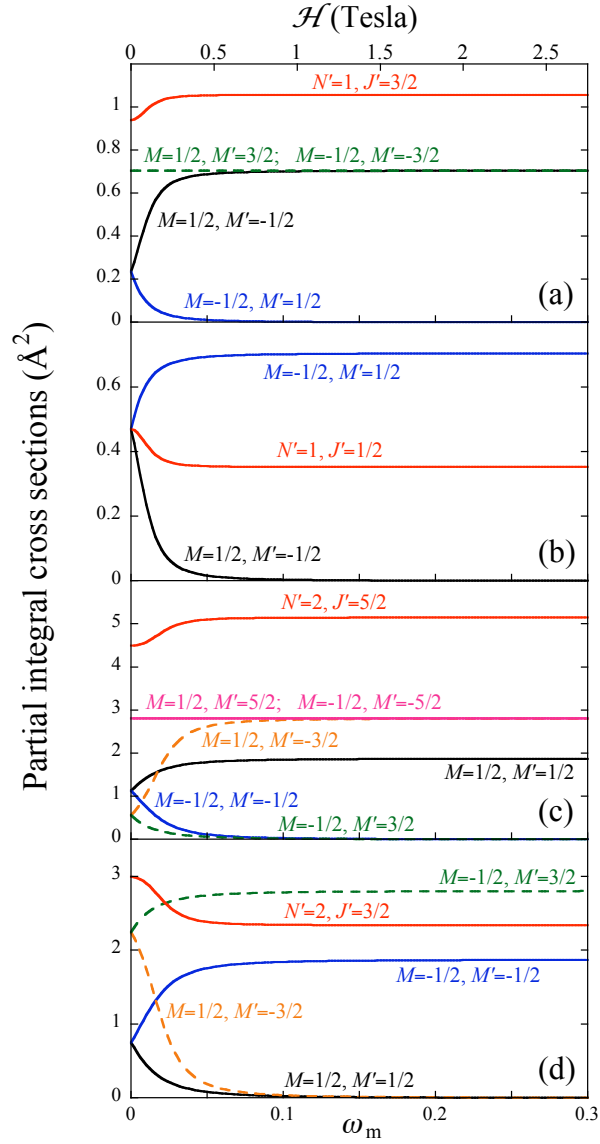 ℋ (Tesla)
0 0.5 1 1.5 2 2.5
Partial integral cross sections (Å²)
N′=1, J′=3/2
1
0.8
M=1/2, M′=3/2; M=-1/2, M′=-3/2
0.6
0.4
M=1/2, M′=-1/2
0.2
M=-1/2, M′=1/2
(a)
0
M=-1/2, M′=1/2
0.6
0.4
N′=1, J′=1/2
0.2
M=1/2, M′=-1/2
(b)
0
N′=2, J′=5/2
5
4
M=1/2, M′=5/2; M=-1/2, M′=-5/2
3
M=1/2, M′=-3/2
2
M=1/2, M′=1/2
1
M=-1/2, M′=-1/2
(c)
M=-1/2, M′=3/2
0
M=-1/2, M′=3/2
3
N′=2, J′=3/2
2
M=-1/2, M′=-1/2
M=1/2, M′=-3/2
1
M=1/2, M′=1/2
(d)
0
0 0.1 0.2 0.3
ωm